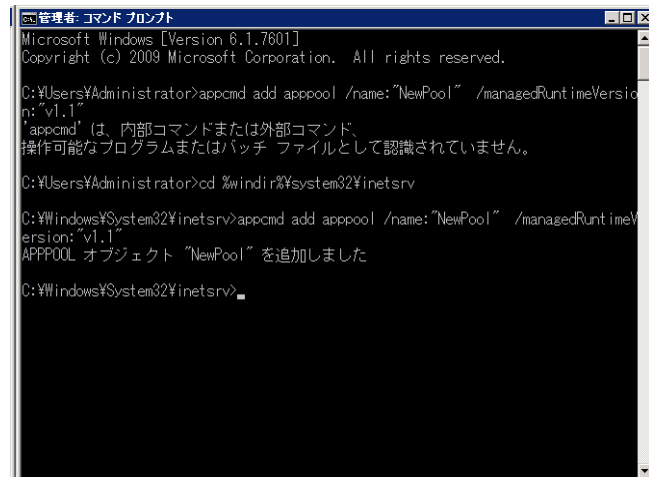 管理者: コマンド プロンプト
Microsoft Windows [Version 6.1.7601]
Copyright (c) 2009 Microsoft Corporation.  All rights reserved.
C:¥Users¥Administrator>appcmd add apppool /name:"NewPool"  /managedRuntimeVersio
n:"v1.1"
'appcmd' は、内部コマンドまたは外部コマンド、
操作可能なプログラムまたはバッチ ファイルとして認識されていません。
C:¥Users¥Administrator>cd %windir%¥system32¥inetsrv
C:¥Windows¥System32¥inetsrv>appcmd add apppool /name:"NewPool"  /managedRuntimeV
ersion:"v1.1"
APPPOOL オブジェクト "NewPool" を追加しました
C:¥Windows¥System32¥inetsrv>